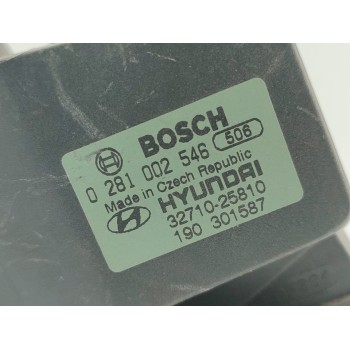 BOSCH
0 281 002 546 506
Made in Czech Republic
HYUNDAI
32710-25810
190 301587